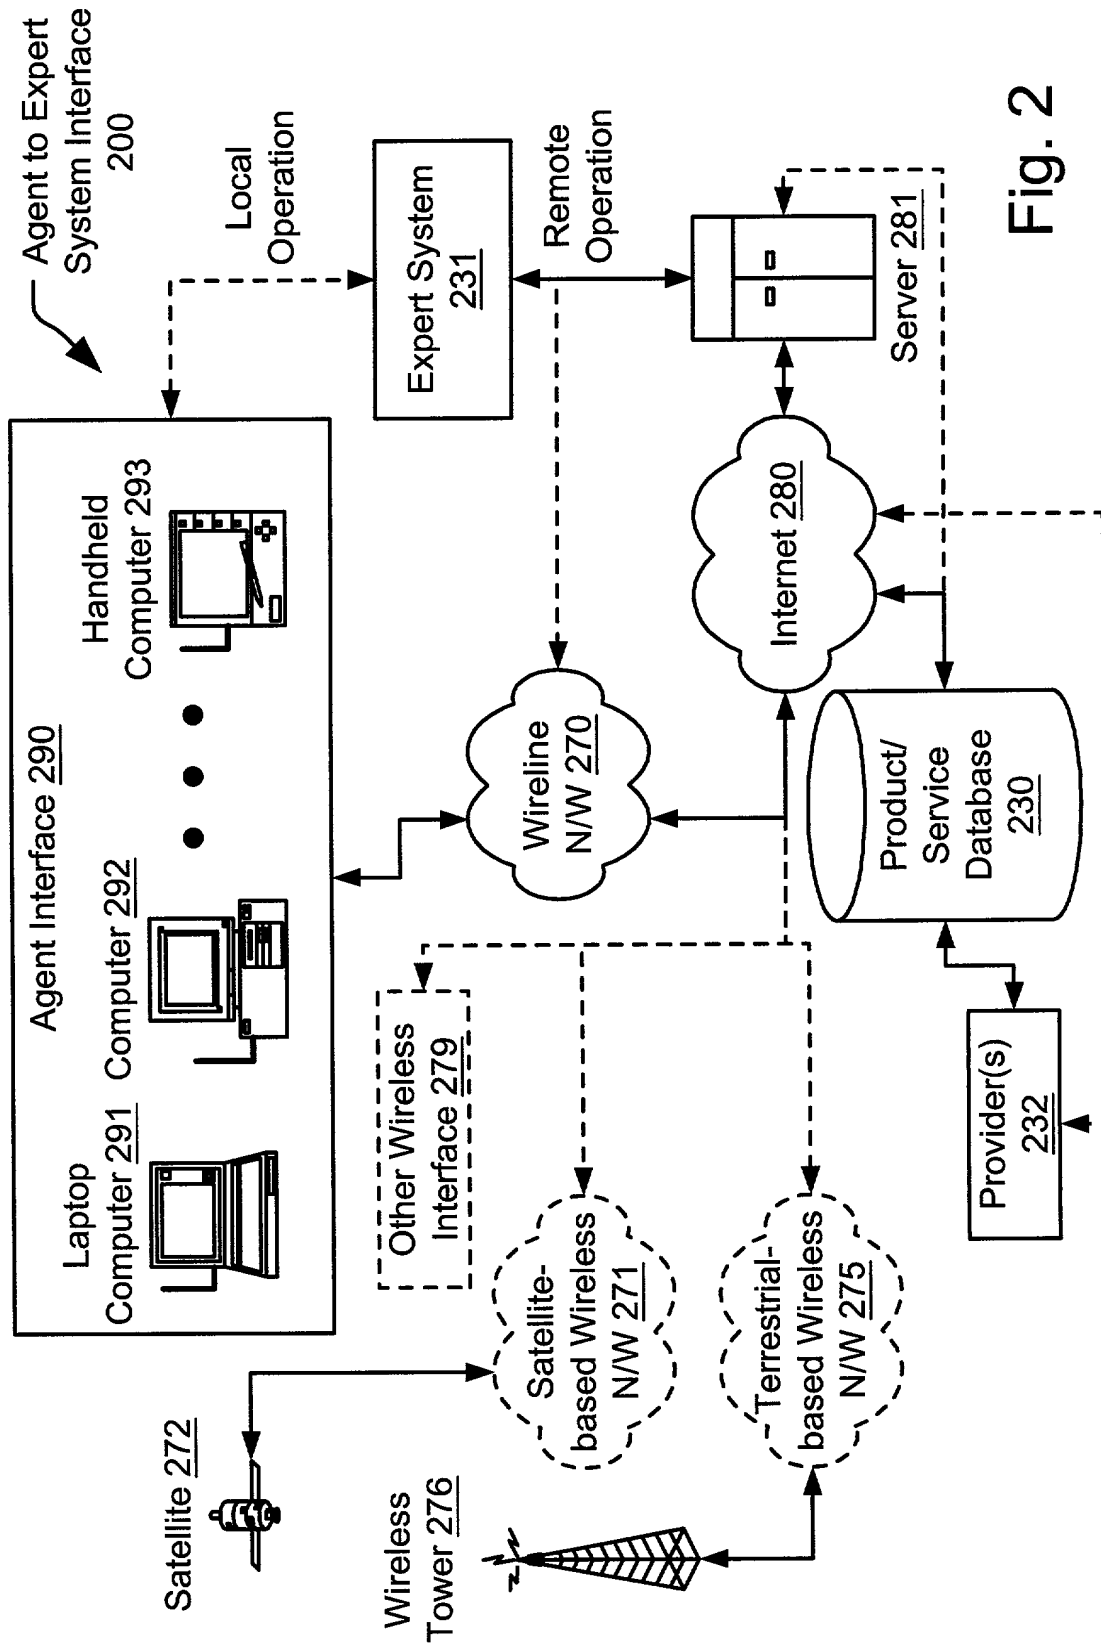 Agent to Expert
System Interface
200
Agent Interface 290
Laptop
Computer 291
Computer 292
Handheld
Computer 293
Local
Operation
Satellite 272
Wireless
Tower 276
Other Wireless
Interface 279
Satellite-
based Wireless
N/W 271
Terrestrial-
based Wireless
N/W 275
Wireline
N/W 270
Expert System
231
Remote
Operation
Internet 280
Server 281
Product/
Service
Database
230
Provider(s)
232
Fig. 2